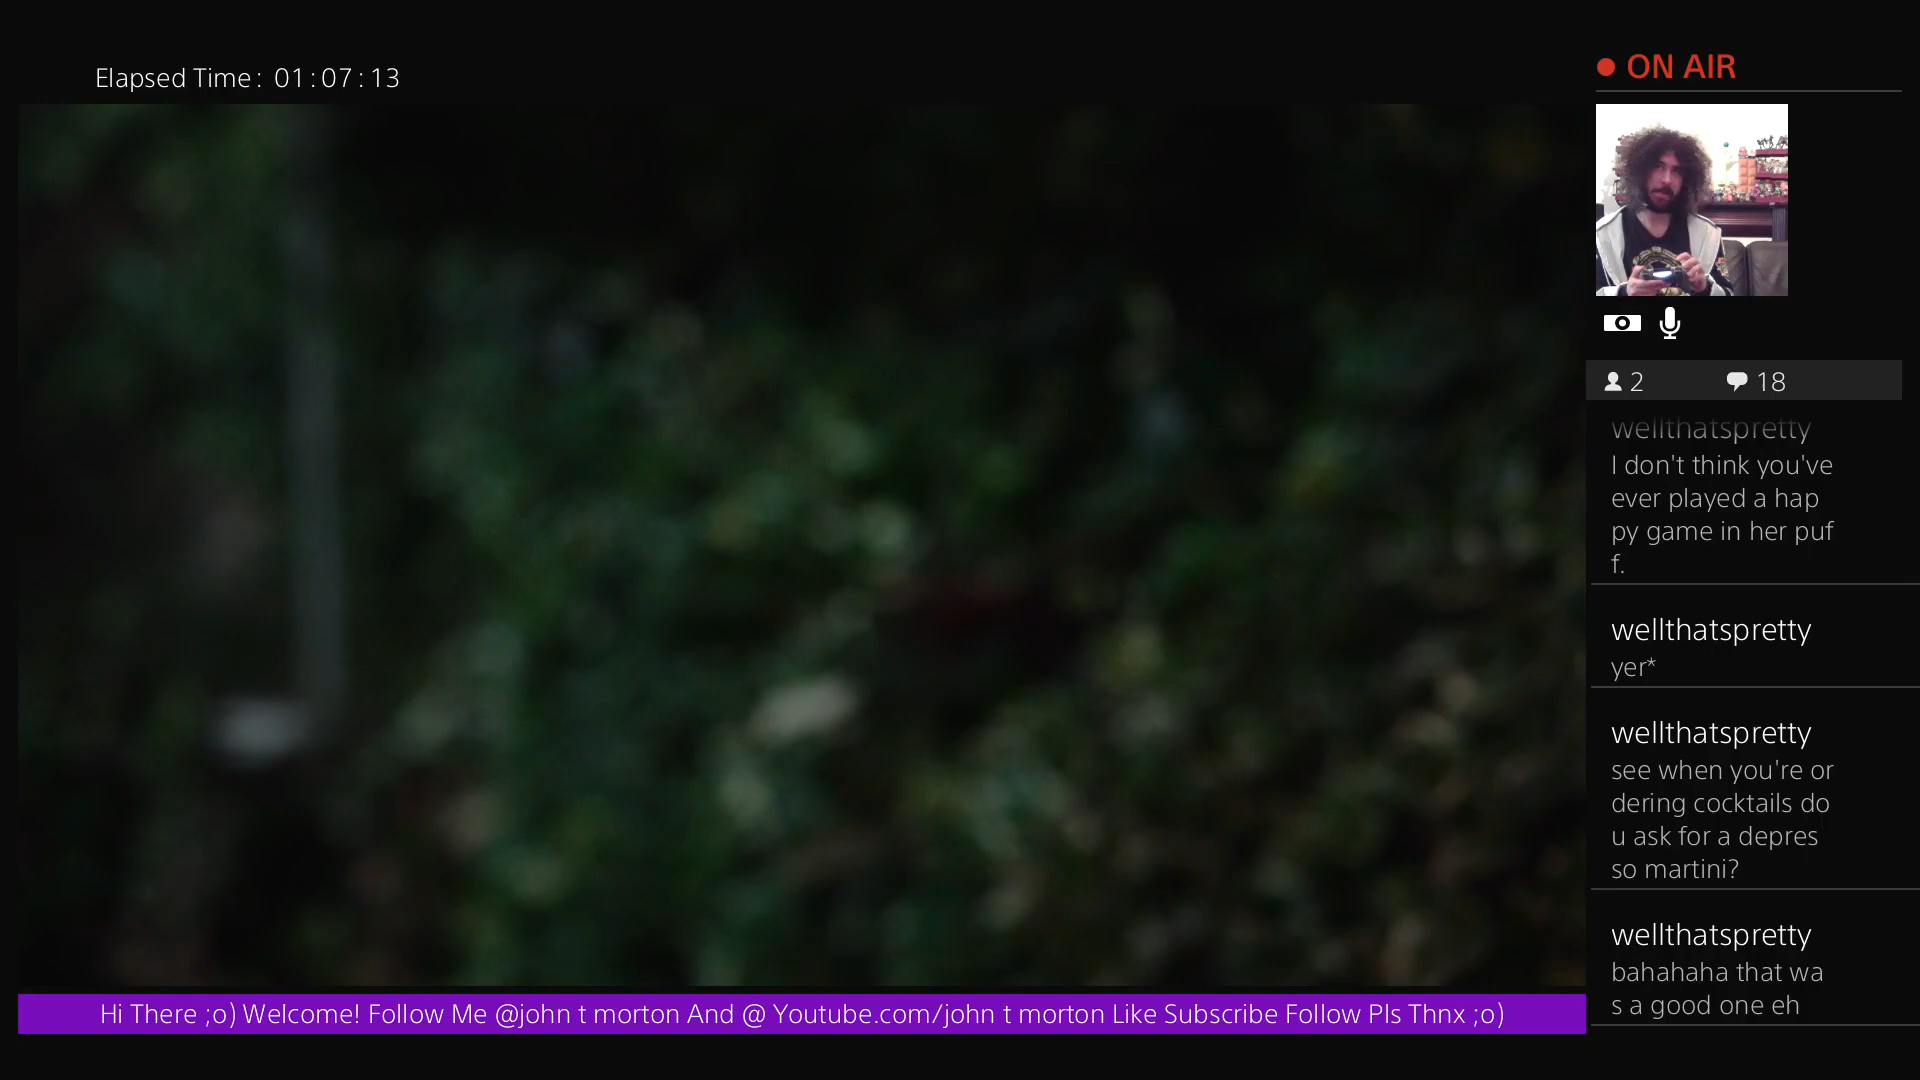 Elapsed Time: 01:07:13
ON AIR
2 18
wellthatspretty
I don't think you've
ever played a hap
py game in her puf
f.
wellthatspretty
yer*
wellthatspretty
see when you're or
dering cocktails do
u ask for a depres
so martini?
wellthatspretty
bahahaha that wa
s a good one eh
Hi There ;o) Welcome! Follow Me @john t morton And @ Youtube.com/john t morton Like Subscribe Follow Pls Thnx ;o)